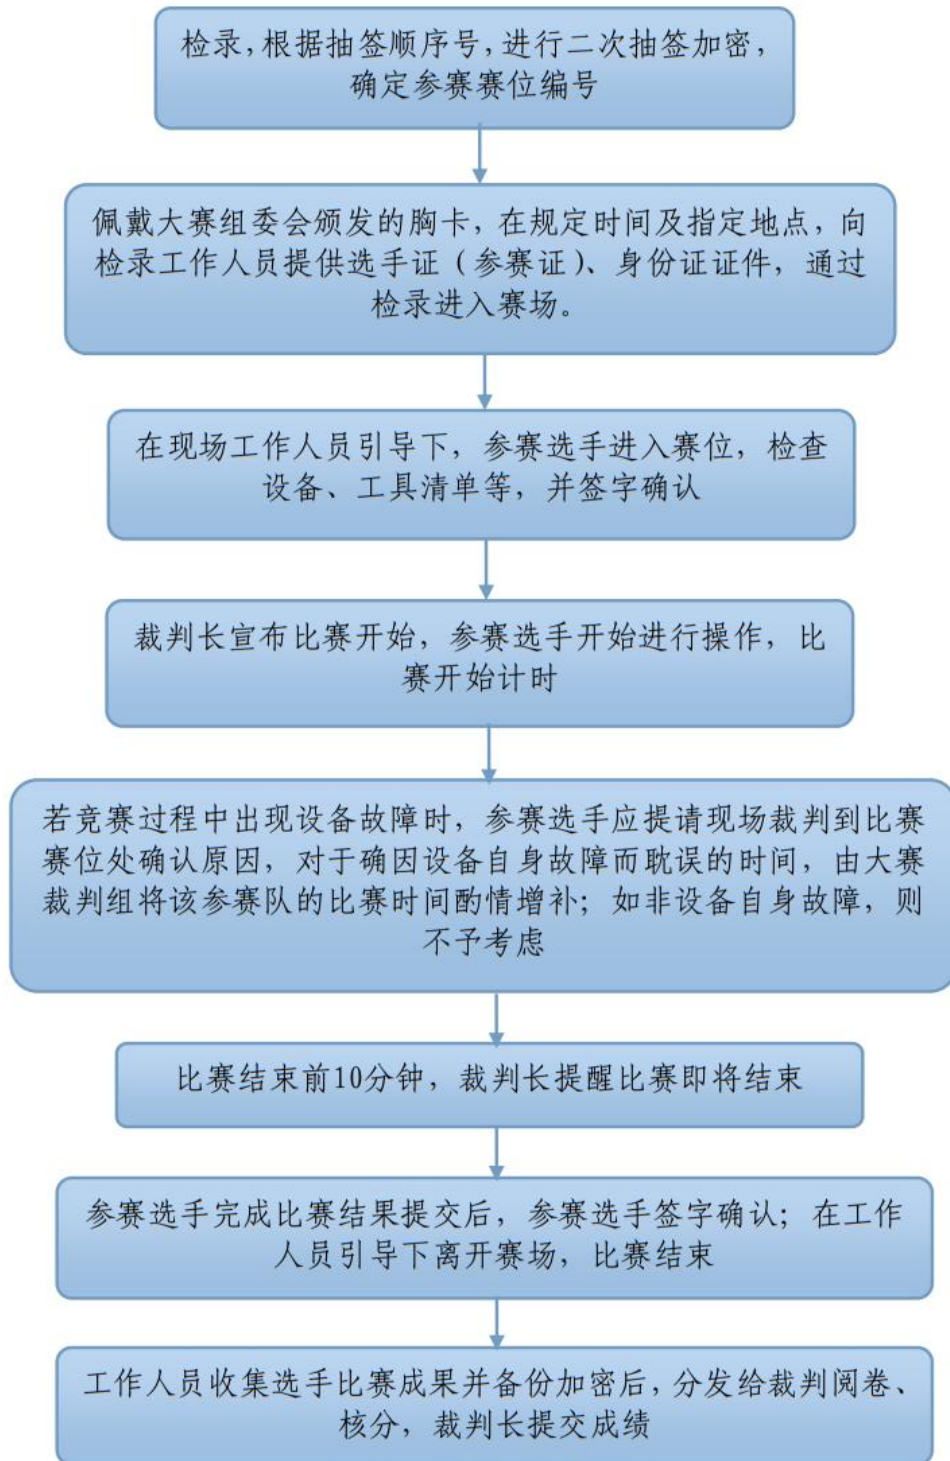 检录，根据抽签顺序号，进行二次抽签加密，
确定参赛赛位编号
佩戴大赛组委会颁发的胸卡，在规定时间及指定地点，向
检录工作人员提供选手证（参赛证）、身份证证件，通过
检录进入赛场。
在现场工作人员引导下，参赛选手进入赛位，检查
设备、工具清单等，并签字确认
裁判长宣布比赛开始，参赛选手开始进行操作，比
赛开始计时
若竞赛过程中出现设备故障时，参赛选手应提请现场裁判到比赛
赛位处确认原因，对于确因设备自身故障而耽误的时间，由大赛
裁判组将该参赛队的比赛时间酌情增补；如非设备自身故障，则
不予考虑
比赛结束前10分钟，裁判长提醒比赛即将结束
参赛选手完成比赛结果提交后，参赛选手签字确认；在工作
人员引导下离开赛场，比赛结束
工作人员收集选手比赛成果并备份加密后，分发给裁判阅卷、
核分，裁判长提交成绩